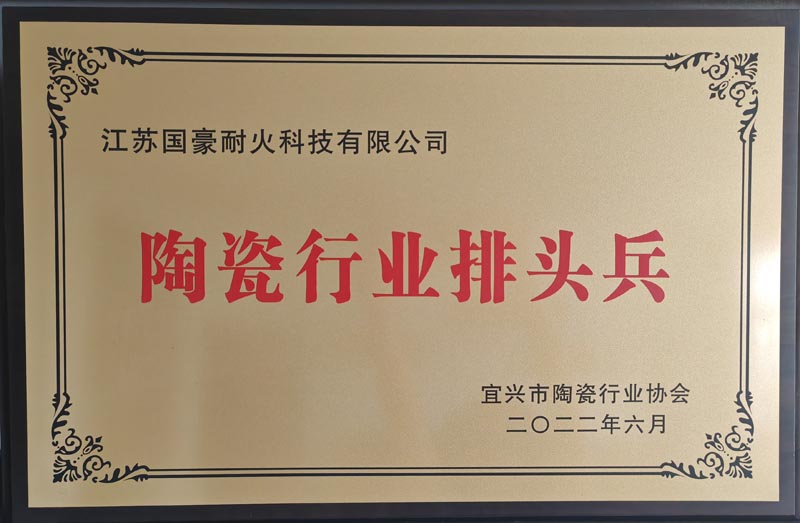 江苏国豪耐火科技有限公司
陶瓷行业排头兵
宜兴市陶瓷行业协会
二〇二二年六月